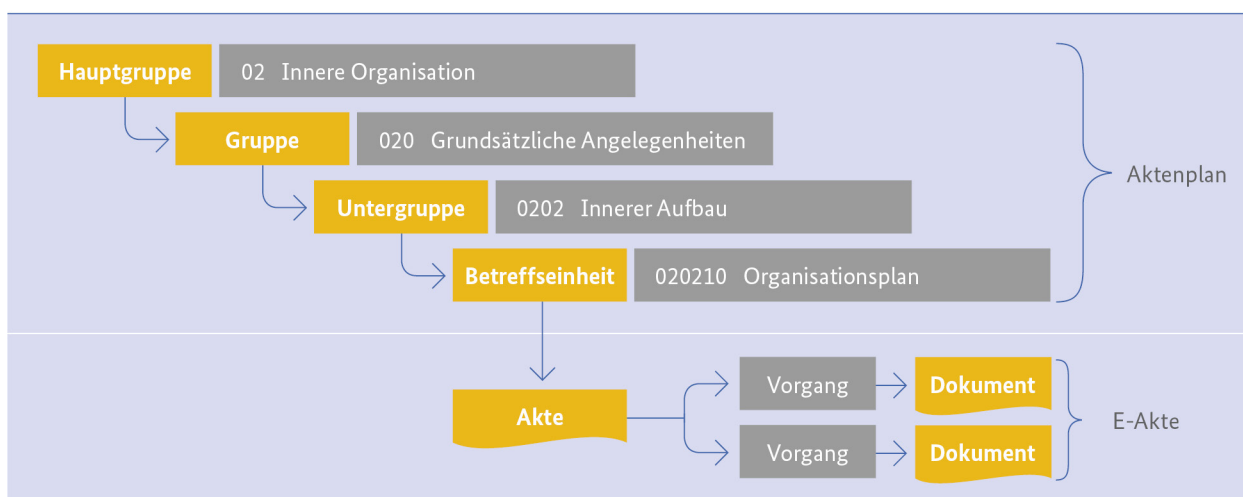 Hauptgruppe 02 Innere Organisation
Gruppe 020 Grundsätzliche Angelegenheiten
Aktenplan
Untergruppe 0202 Innerer Aufbau
Betreffseinheit 020210 Organisationsplan
Vorgang Dokument
Akte
E-Akte
Vorgang Dokument